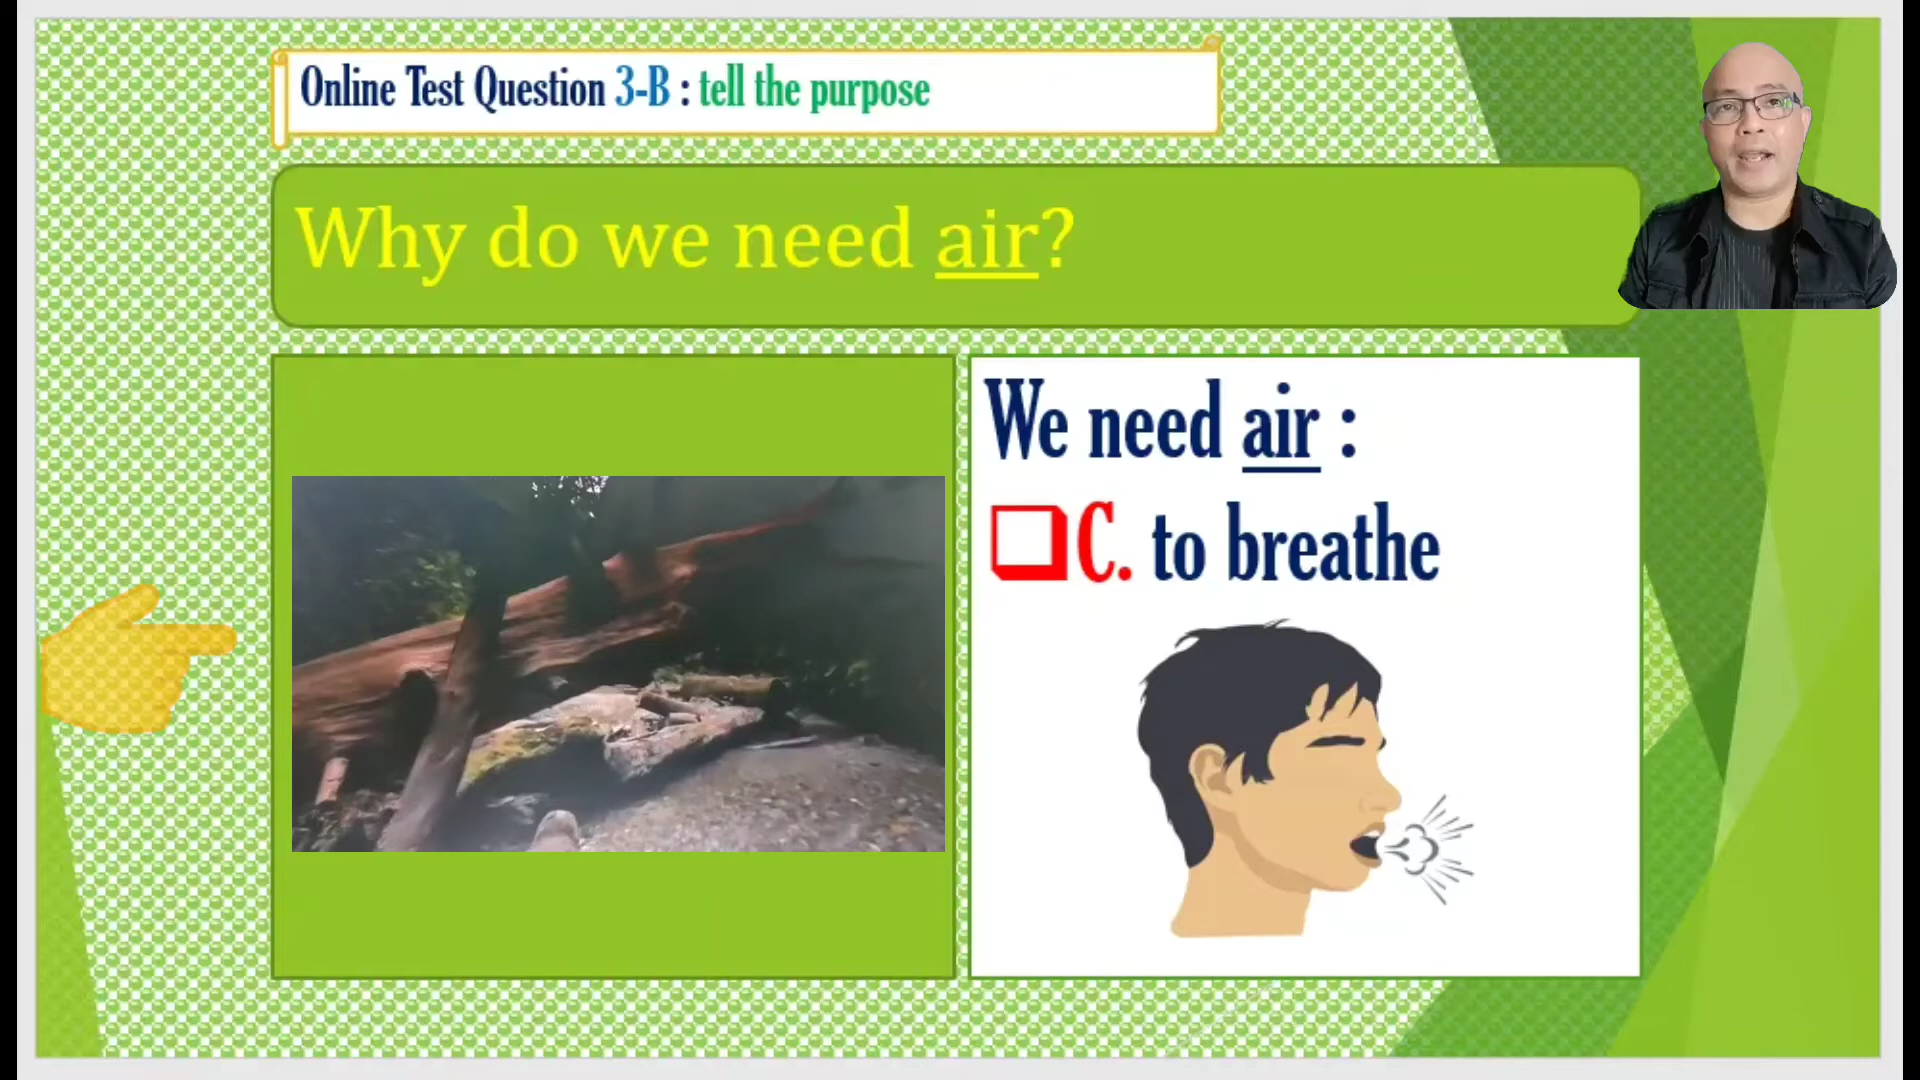 Online Test Question 3-B : tell the purpose
Why do we need air?
We need air :
C. to breathe